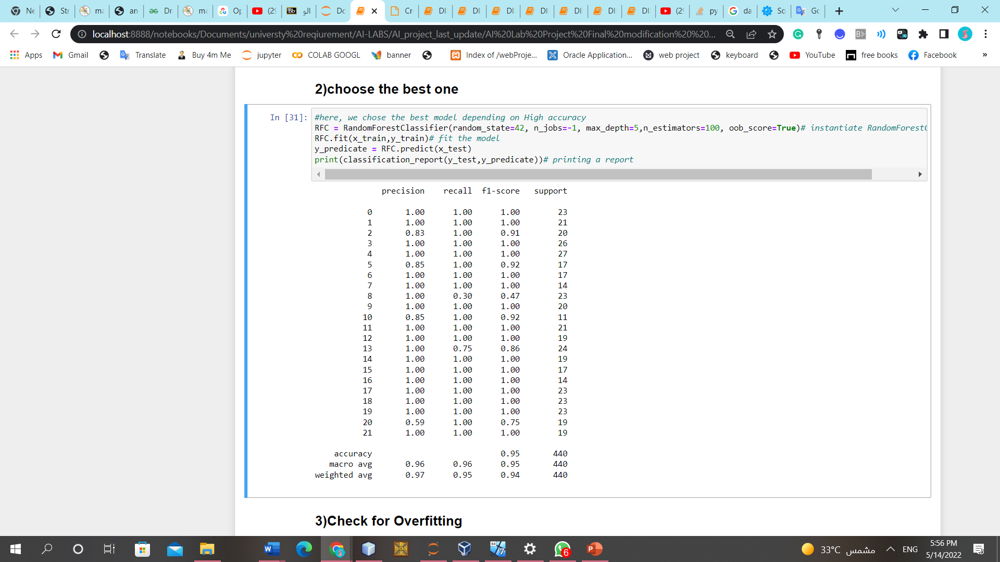 Ne
Str
ma
an
Dr
ma
Op
(29
Bb
الو
Do
Cr
DI
DI
DI
DI
DI
DI
DI
(29
py
da
So
Go
localhost:8888/notebooks/Documents/universty%20reqiurement/AI-LABS/AI_project_last_update/AI%20Lab%20Project%20Final%20modification%20%20...
Apps Gmail Translate Buy 4m Me jupyter COLAB GOOGL banner Index of /webProje... Oracle Application... web project keyboard YouTube free books Facebook »
2)choose the best one
In [31]: #here, we chose the best model depending on High accuracy
RFC = RandomForestClassifier(random_state=42, n_jobs=-1, max_depth=5,n_estimators=100, oob_score=True)# instantiate RandomForest
RFC.fit(x_train,y_train)# fit the model
y_predicate = RFC.predict(x_test)
print(classification_report(y_test,y_predicate))# printing a report
precision recall f1-score support
0 1.00 1.00 1.00 23
1 1.00 1.00 1.00 21
2 0.83 1.00 0.91 20
3 1.00 1.00 1.00 26
4 1.00 1.00 1.00 27
5 0.85 1.00 0.92 17
6 1.00 1.00 1.00 17
7 1.00 1.00 1.00 14
8 1.00 0.30 0.47 23
9 1.00 1.00 1.00 20
10 0.85 1.00 0.92 11
11 1.00 1.00 1.00 21
12 1.00 1.00 1.00 19
13 1.00 0.75 0.86 24
14 1.00 1.00 1.00 19
15 1.00 1.00 1.00 17
16 1.00 1.00 1.00 14
17 1.00 1.00 1.00 23
18 1.00 1.00 1.00 23
19 1.00 1.00 1.00 23
20 0.59 1.00 0.75 19
21 1.00 1.00 1.00 19
accuracy 0.95 440
macro avg 0.96 0.96 0.95 440
weighted avg 0.97 0.95 0.94 440
3)Check for Overfitting
33°C مشمس ENG 5:56 PM
5/14/2022